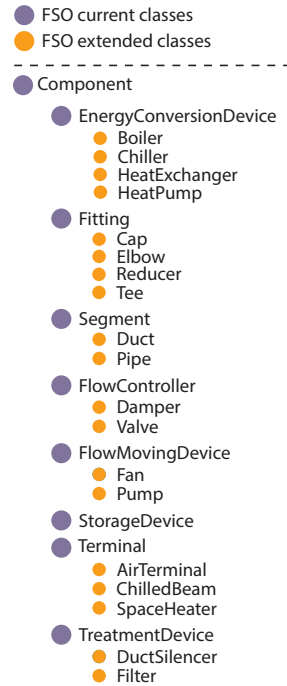 FSO current classes
FSO extended classes
Component
EnergyConversionDevice
Boiler
Chiller
HeatExchanger
HeatPump
Fitting
Cap
Elbow
Reducer
Tee
Segment
Duct
Pipe
FlowController
Damper
Valve
FlowMovingDevice
Fan
Pump
StorageDevice
Terminal
AirTerminal
ChilledBeam
SpaceHeater
TreatmentDevice
DuctSilencer
Filter